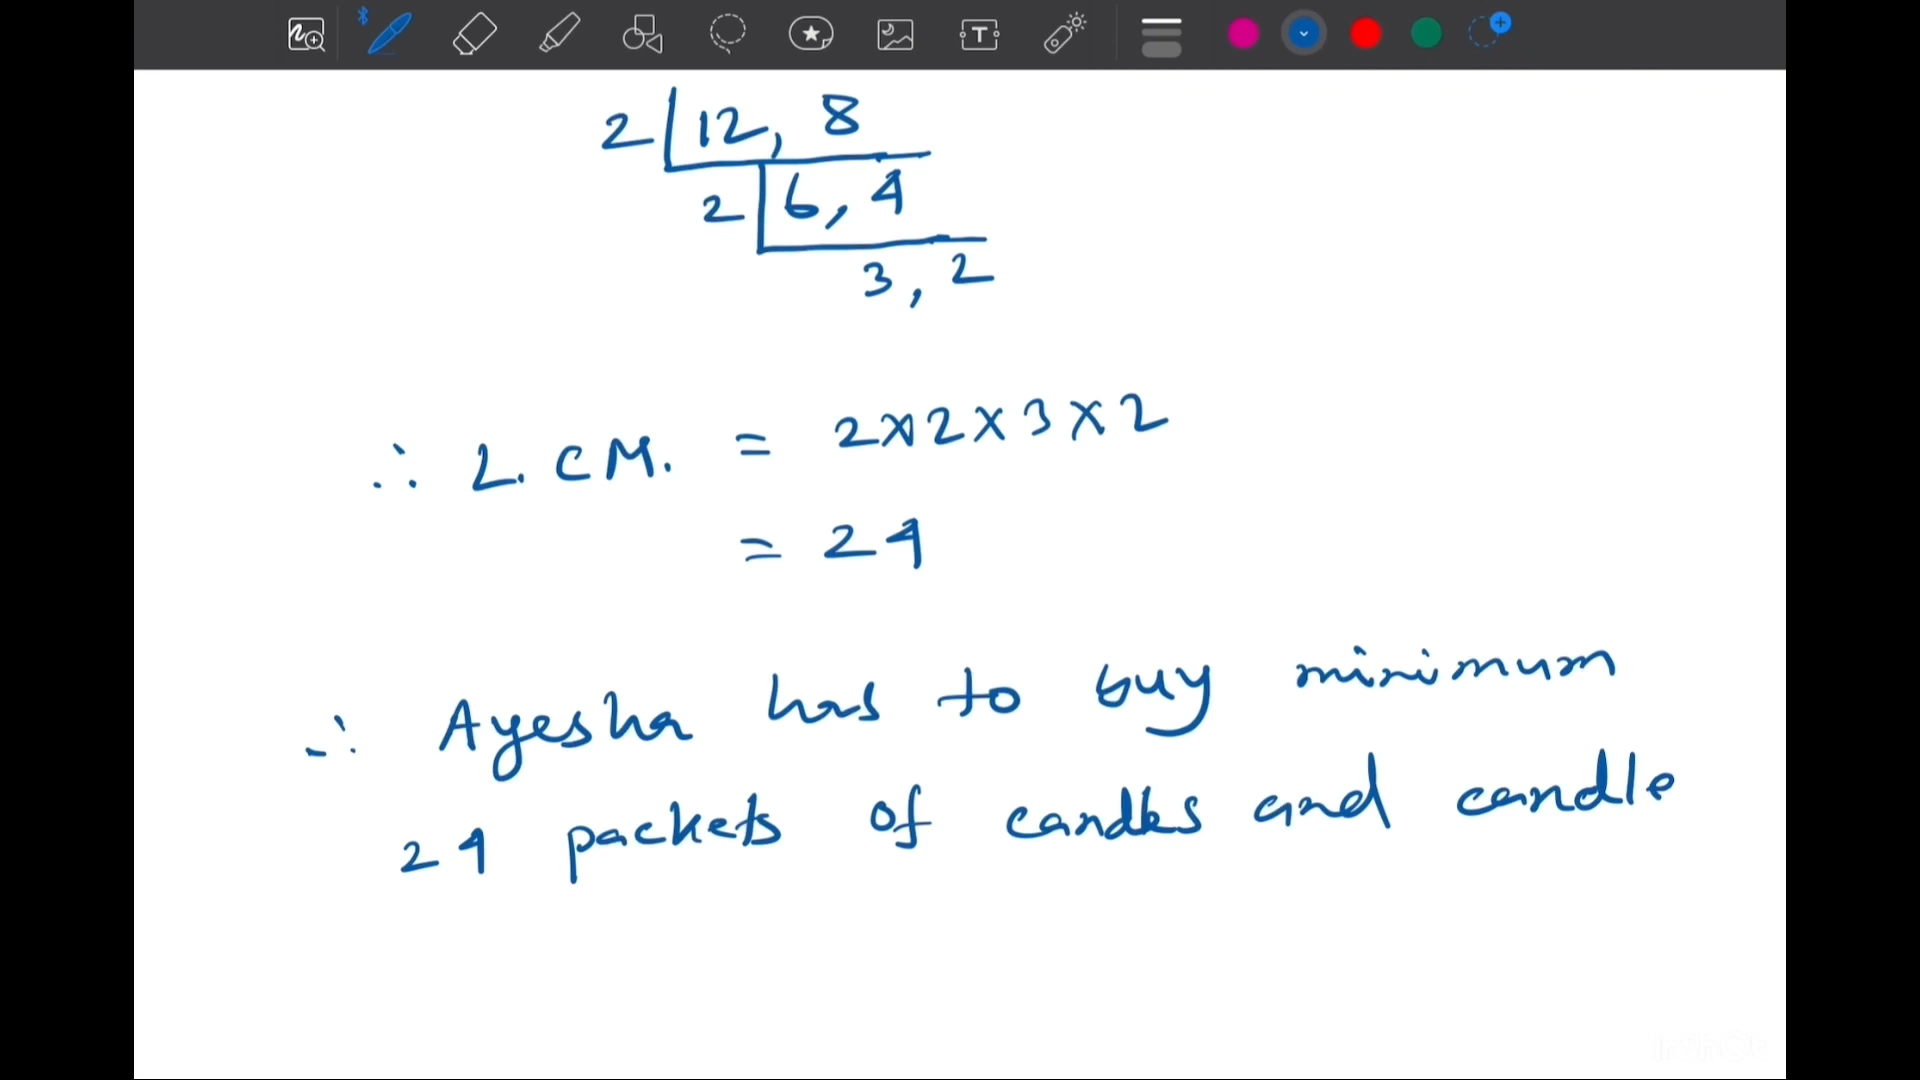 2 12, 8
2 6, 4
3, 2
∴ L.CM. = 2×2×3×2
= 24
∴ Ayesha has to buy minimum
24 packets of candles and candle